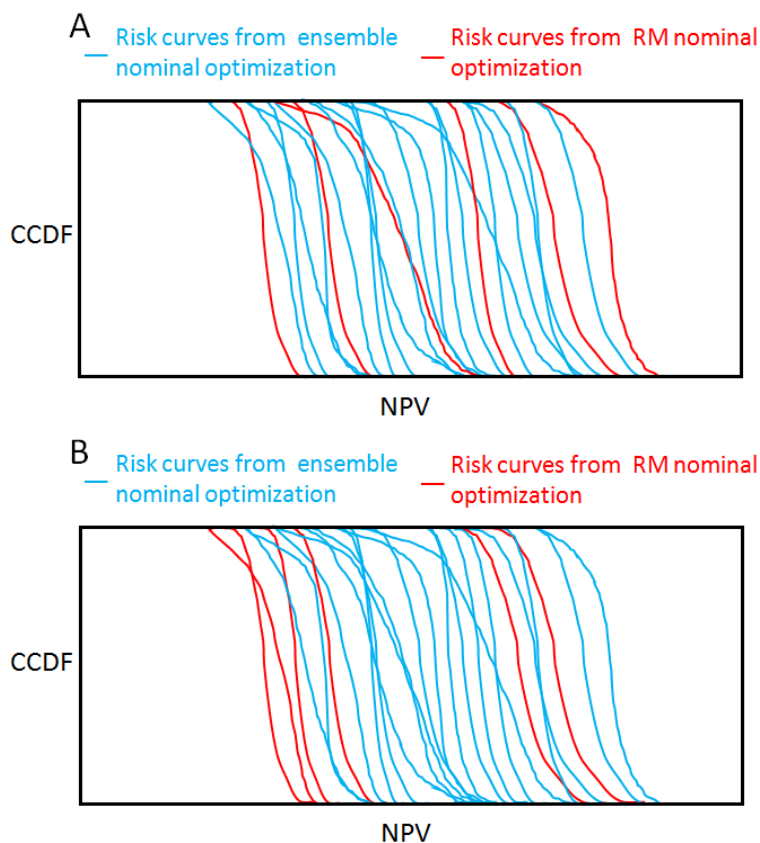 A
Risk curves from ensemble
nominal optimization
Risk curves from RM nominal
optimization
CCDF
NPV
B
Risk curves from ensemble
nominal optimization
Risk curves from RM nominal
optimization
CCDF
NPV